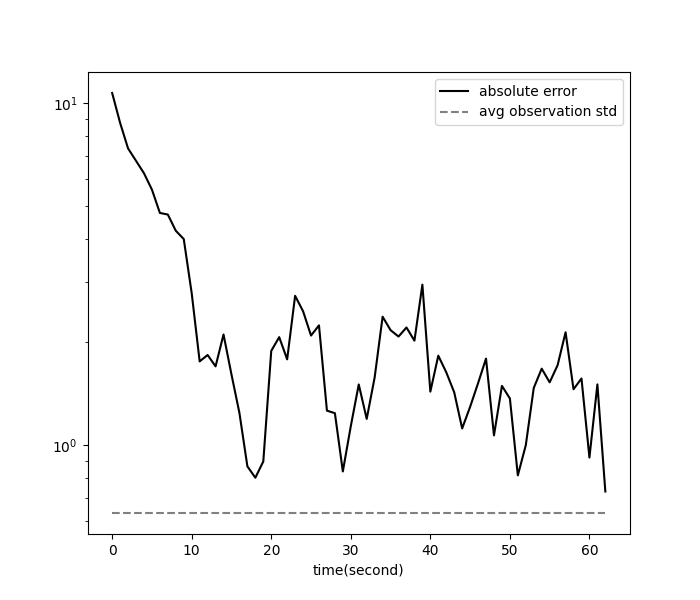 absolute error
avg observation std
10¹
10⁰
0 10 20 30 40 50 60
time(second)